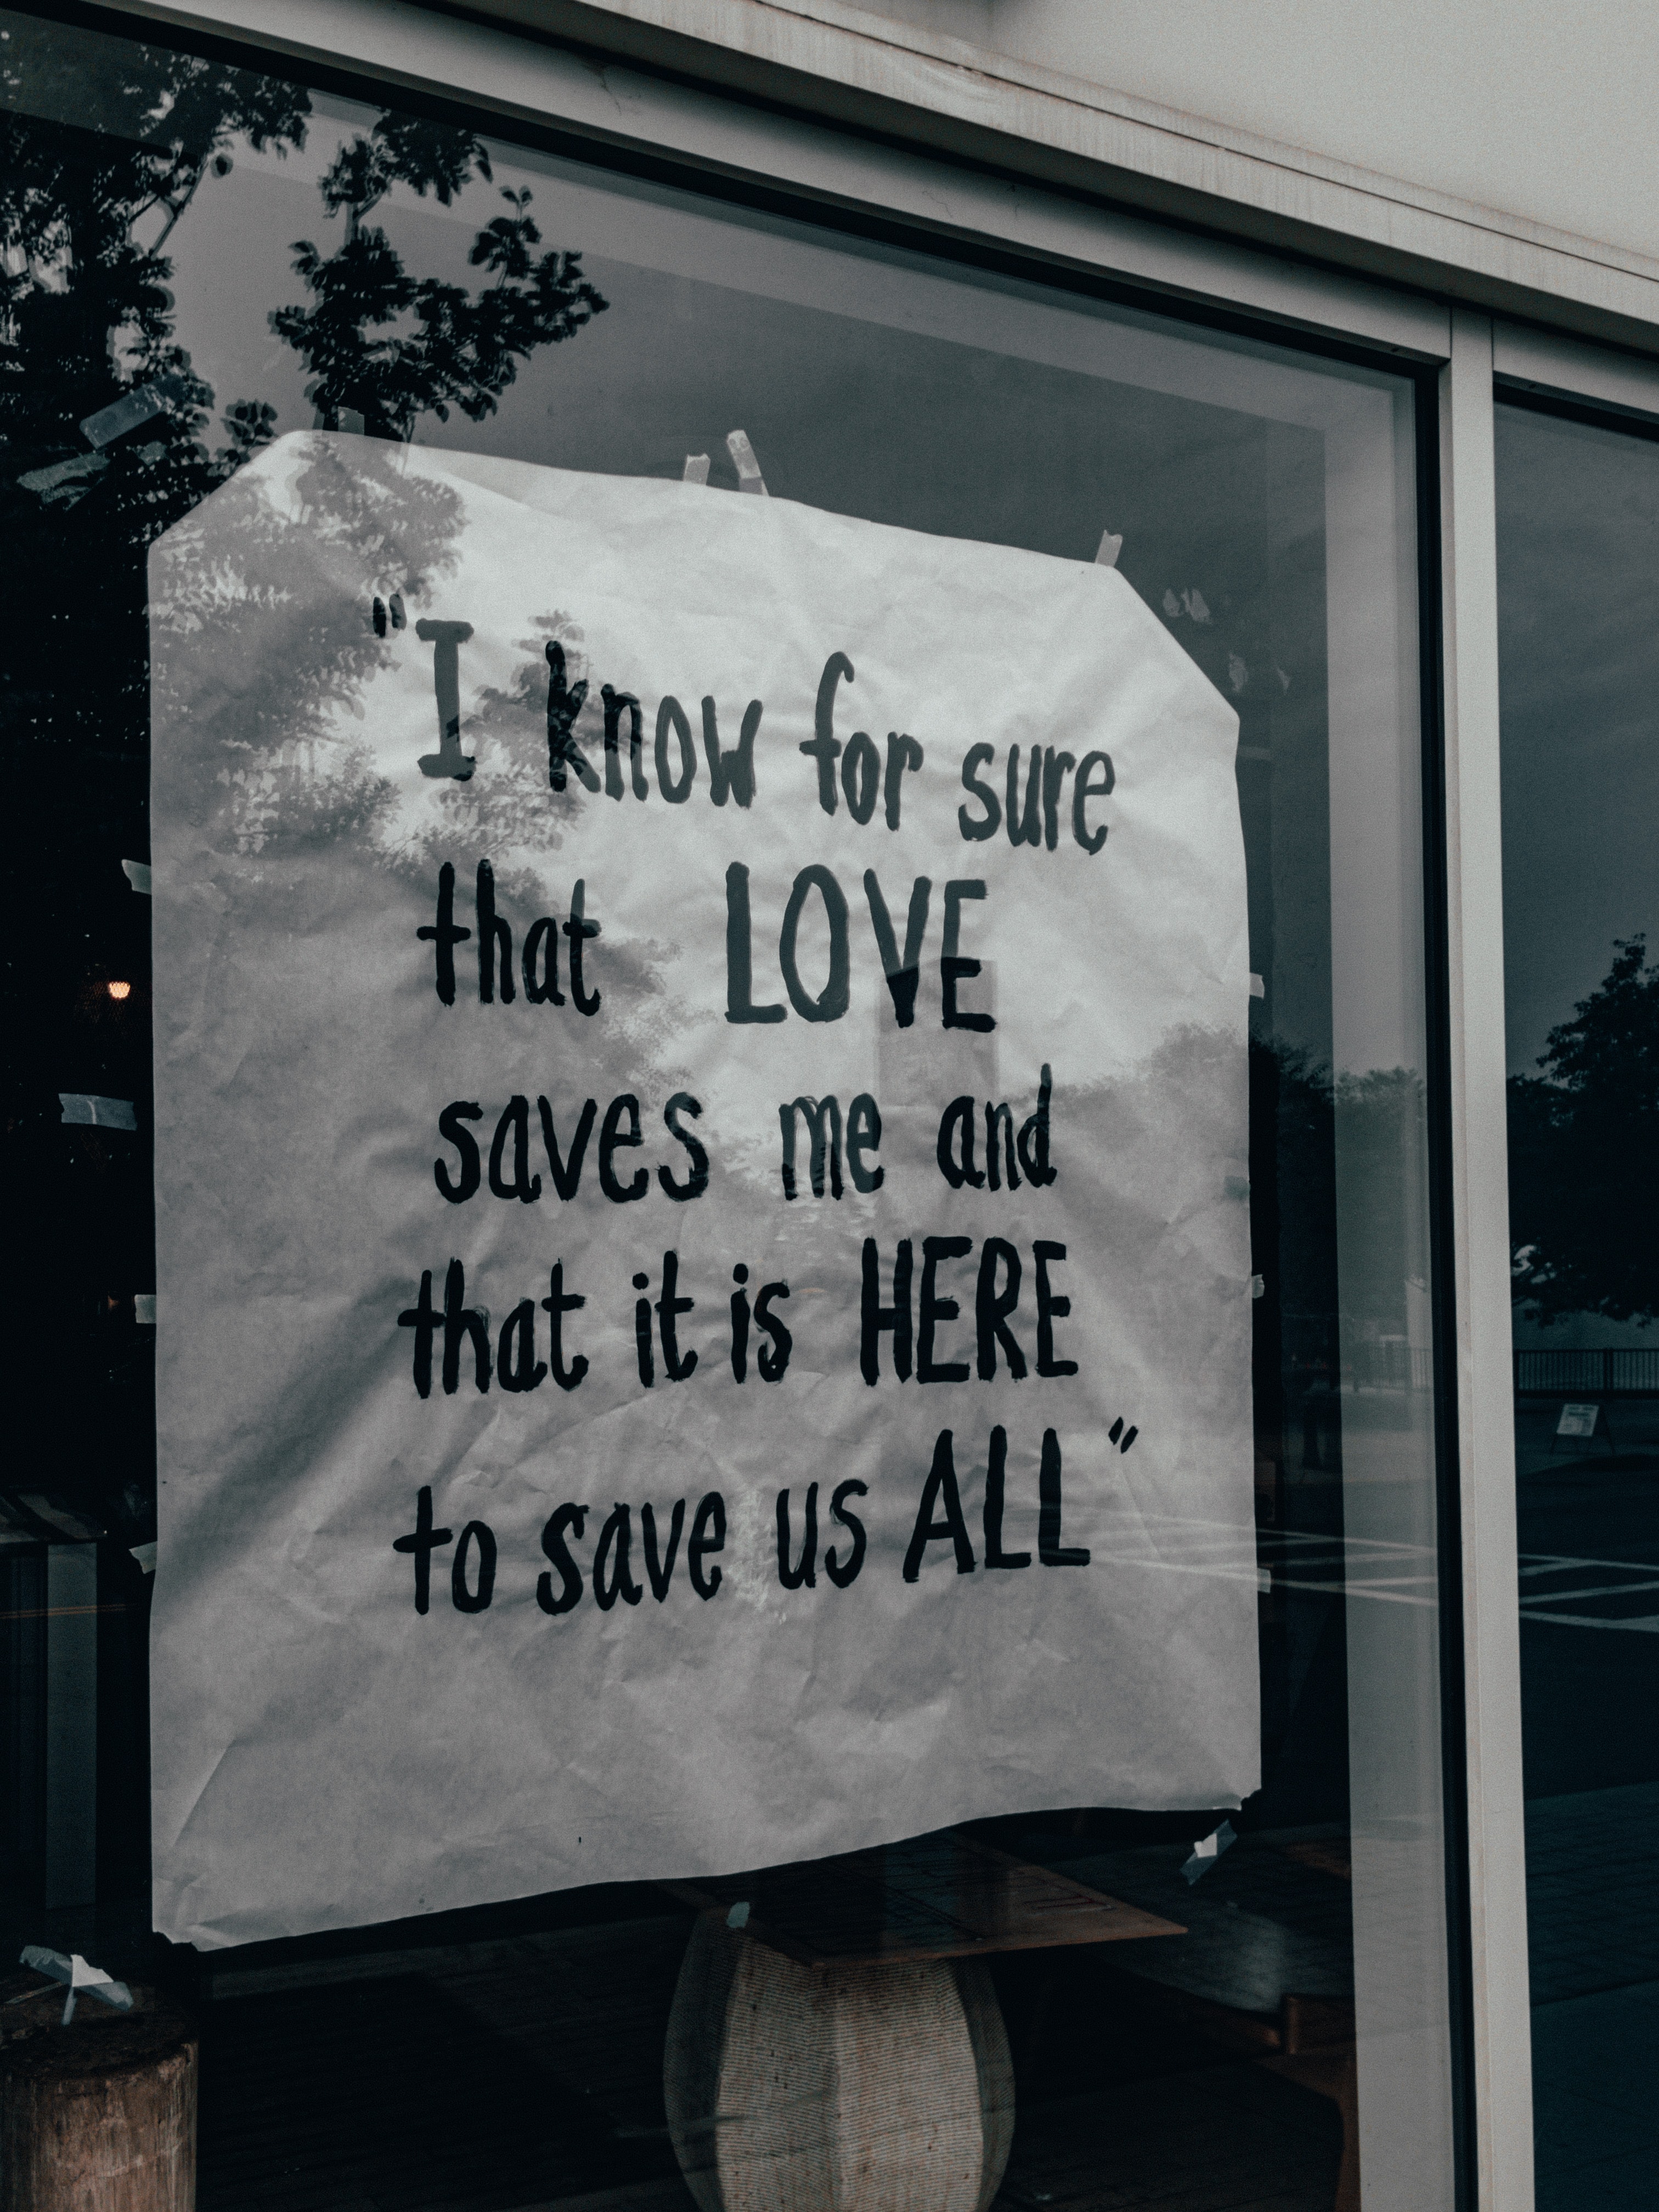 "I know for sure
that LOVE
saves me and
that it is HERE
to save us ALL"